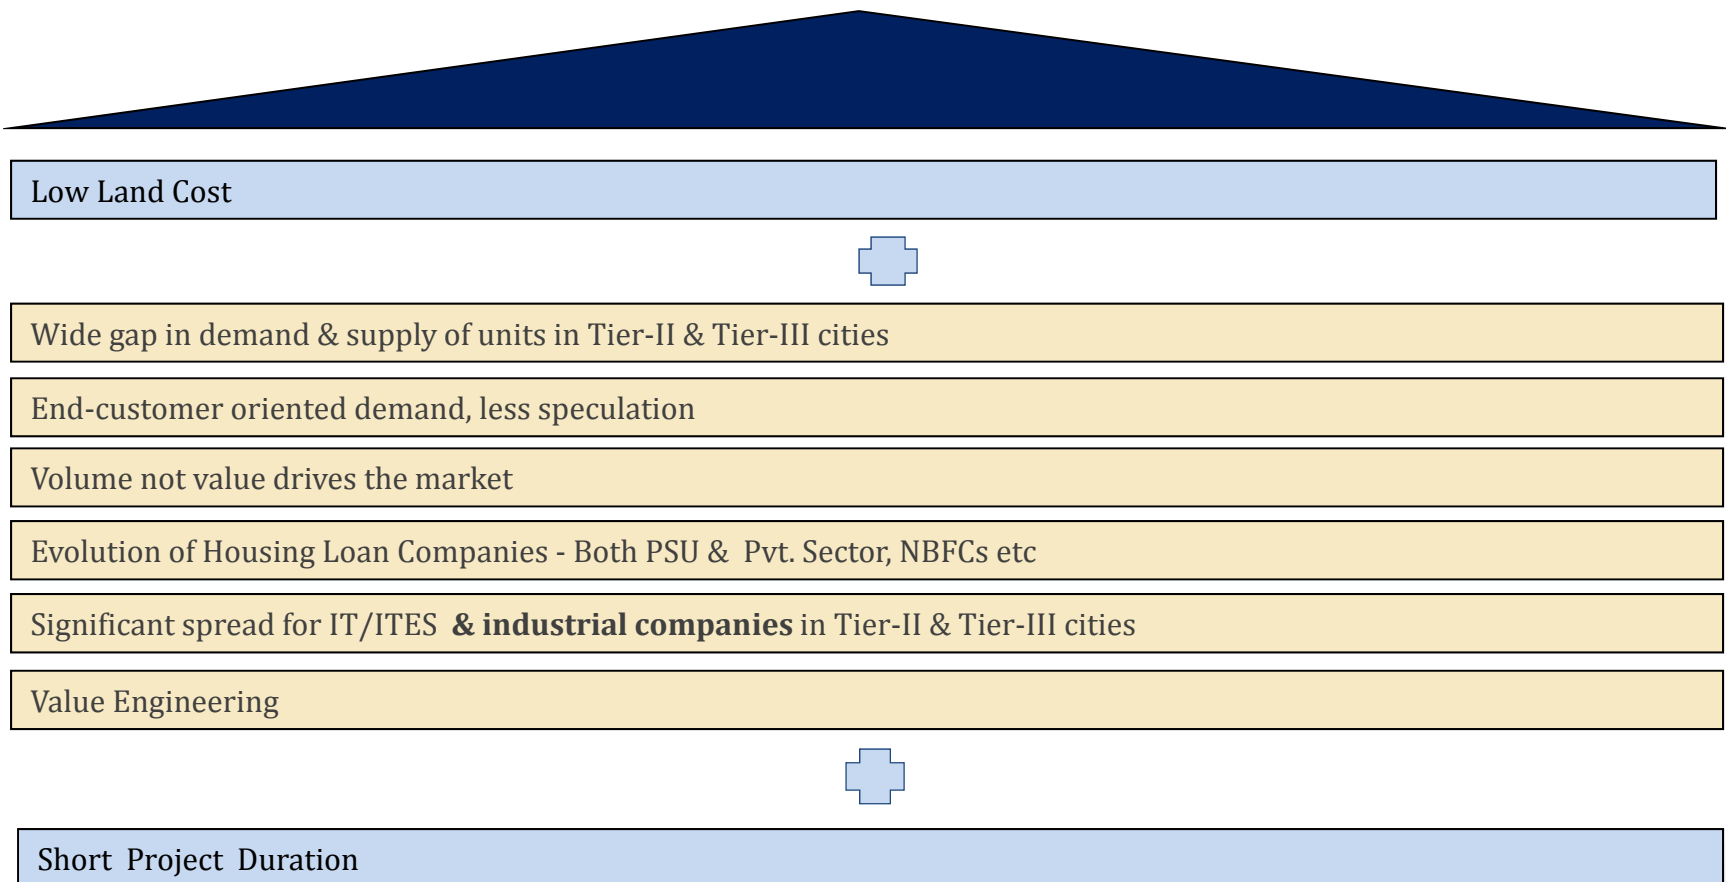 Low Land Cost
Wide gap in demand & supply of units in Tier-II & Tier-III cities
End-customer oriented demand, less speculation
Volume not value drives the market
Evolution of Housing Loan Companies - Both PSU & Pvt. Sector, NBFCs etc
Significant spread for IT/ITES & industrial companies in Tier-II & Tier-III cities
Value Engineering
Short Project Duration